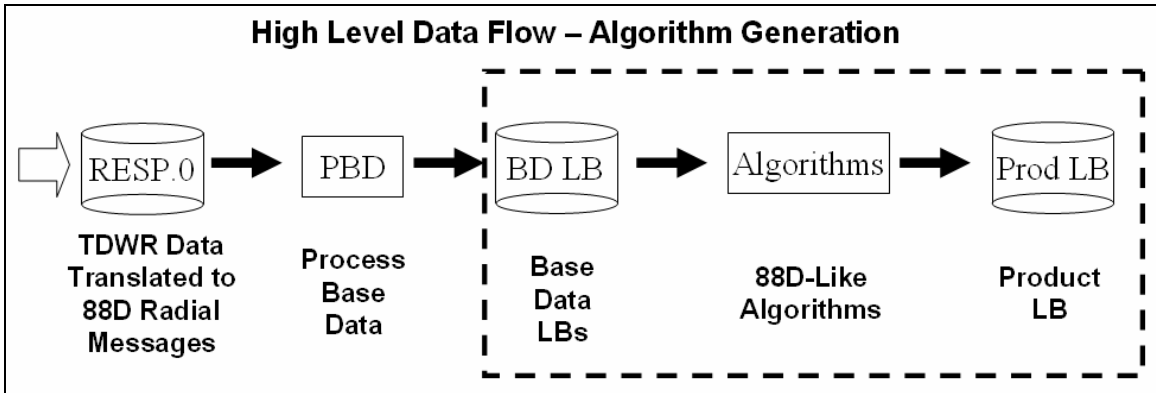 High Level Data Flow – Algorithm Generation
RESP.0
PBD
BD LB
Algorithms
Prod LB
TDWR Data
Translated to
88D Radial
Messages
Process
Base
Data
Base
Data
LBs
88D-Like
Algorithms
Product
LB